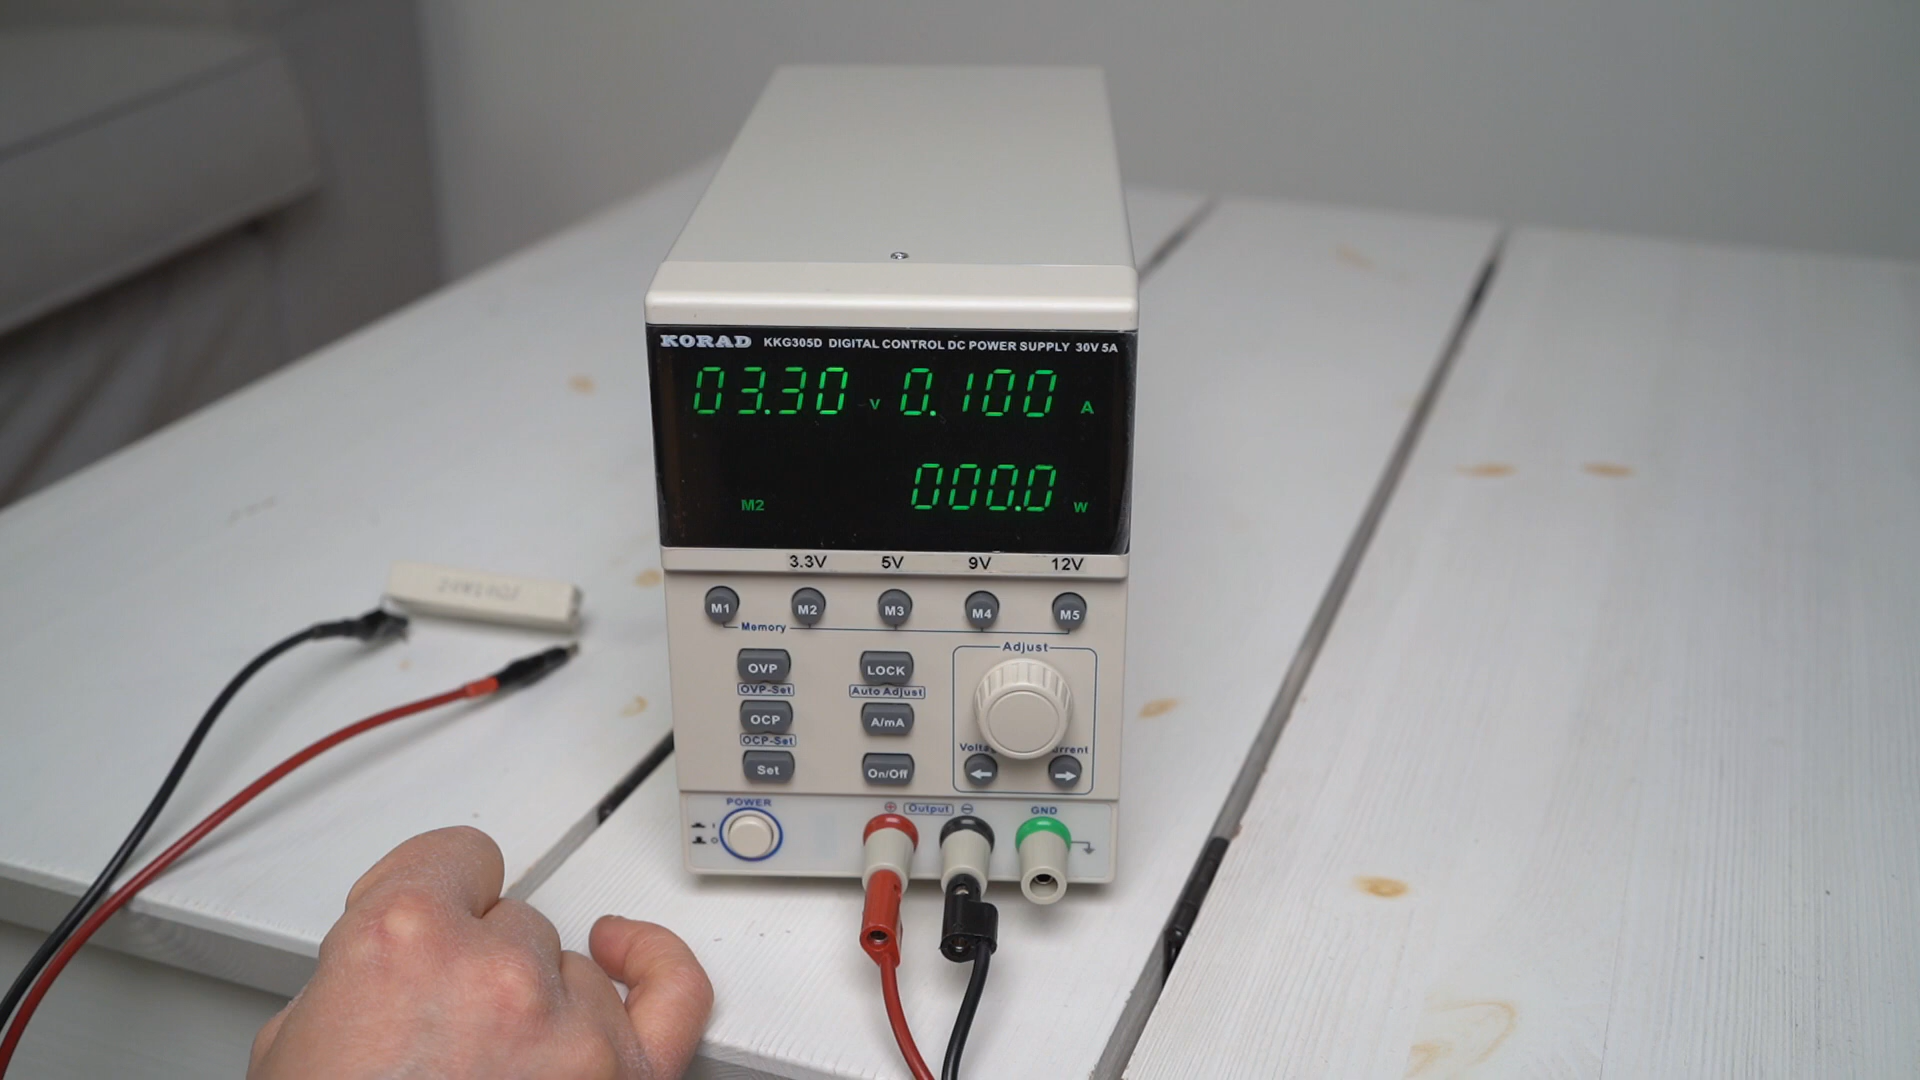 KORAD KKG305D DIGITAL CONTROL DC POWER SUPPLY 30V 5A
03.30 V 0.100 A
M2 000.0 W
3.3V 5V 9V 12V
M1 M2 M3 M4 M5
Memory
Adjust
OVP LOCK
OVP-Set Auto Adjust
OCP A/mA
OCP-Set
Set On/Off
POWER
Output
GND